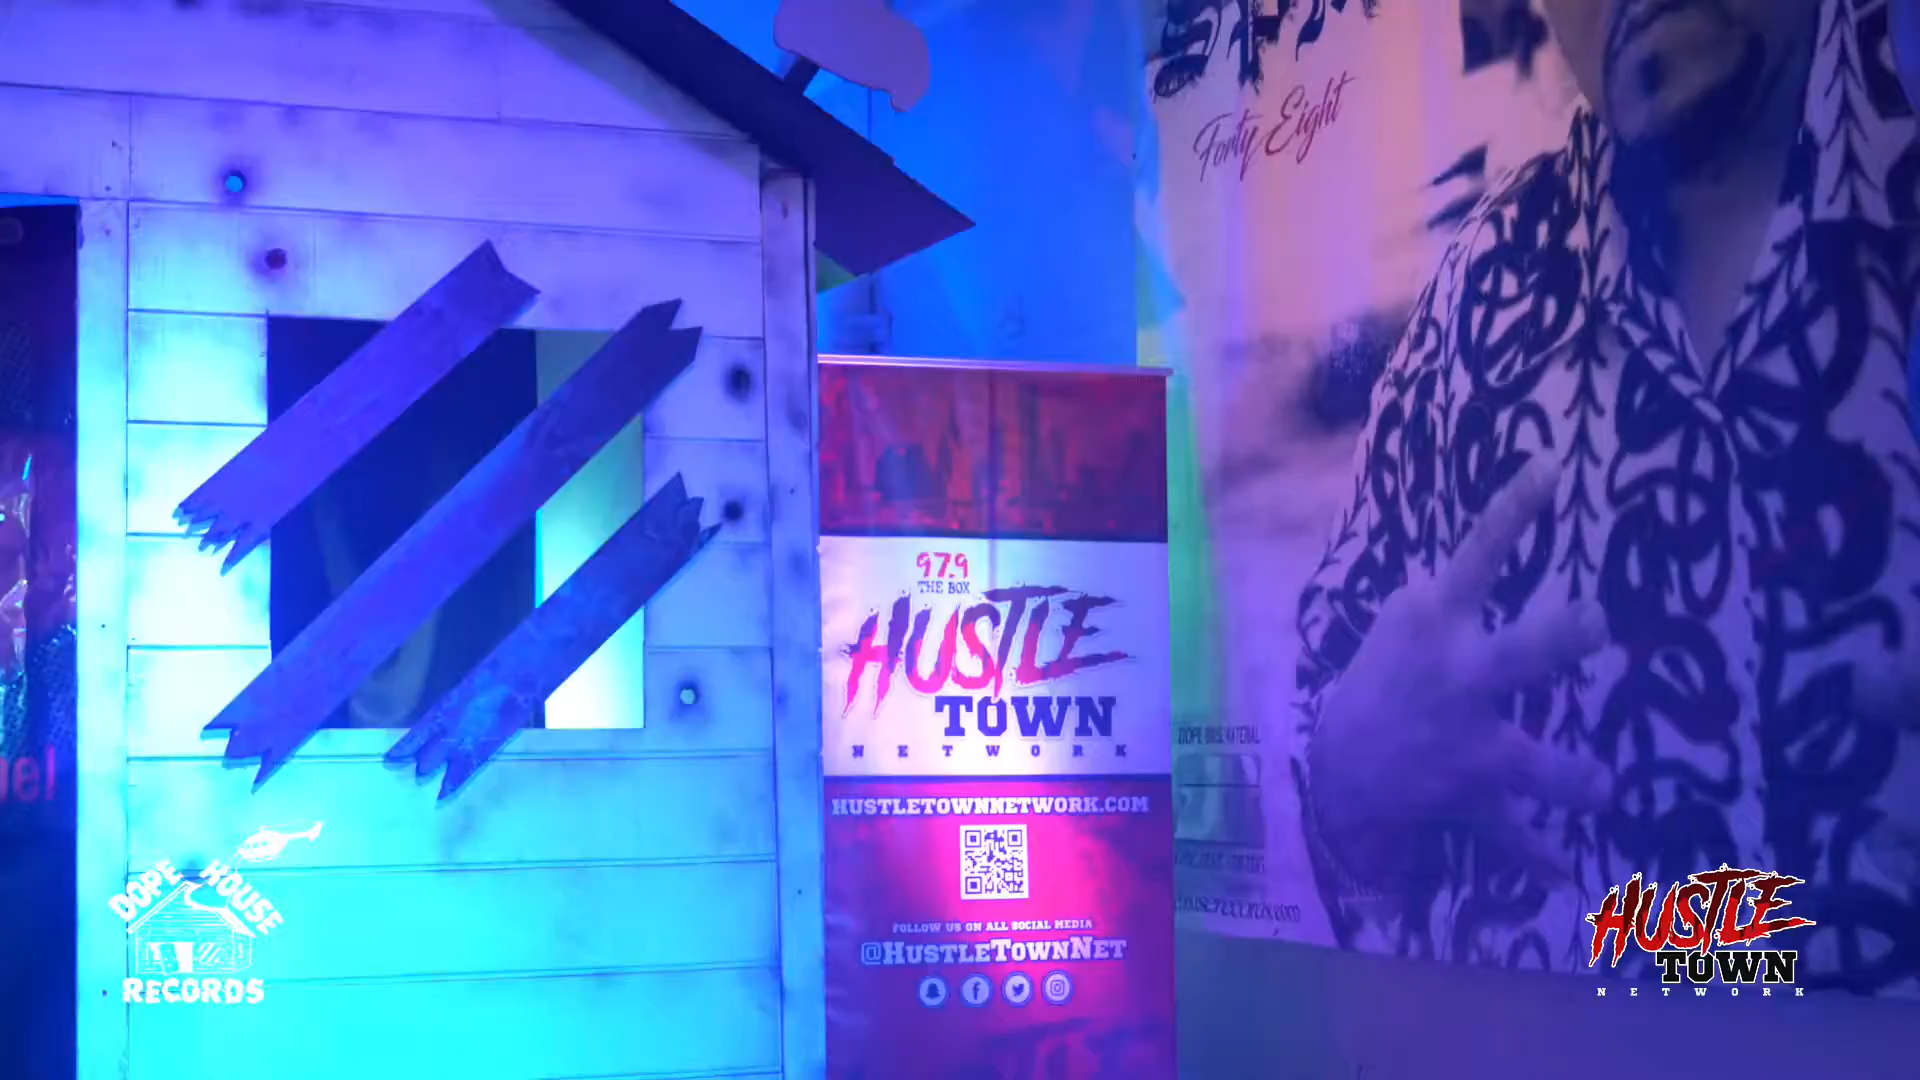 Forty Eight
97.9
THE BOX
HUSTLE
TOWN
NETWORK
HUSTLETOWNNETWORK.COM
FOLLOW US ON ALL SOCIAL MEDIA
@HUSTLETOWNNET
DOPE HOUSE
RECORDS
HUSTLE
TOWN
NETWORK